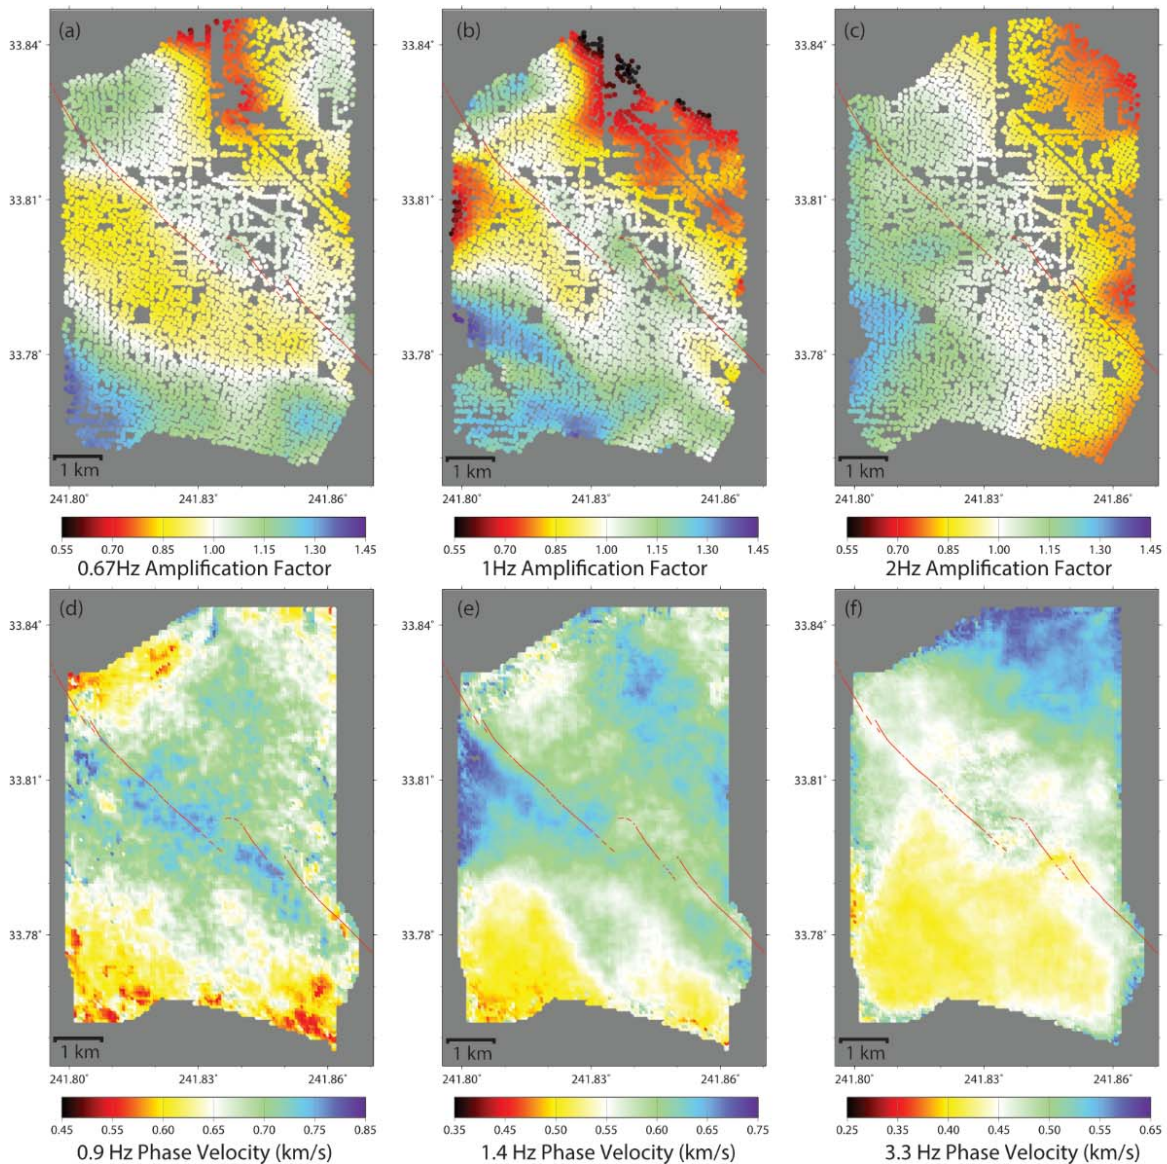 (a) (b) (c)
33.84° 33.84° 33.84°
33.81° 33.81° 33.81°
33.78° 33.78° 33.78°
1 km 1 km 1 km
241.80° 241.83° 241.86° 241.80° 241.83° 241.86° 241.80° 241.83° 241.86°
0.55 0.70 0.85 1.00 1.15 1.30 1.45 0.55 0.70 0.85 1.00 1.15 1.30 1.45 0.55 0.70 0.85 1.00 1.15 1.30 1.45
0.67Hz Amplification Factor 1Hz Amplification Factor 2Hz Amplification Factor
(d) (e) (f)
33.84° 33.84° 33.84°
33.81° 33.81° 33.81°
33.78° 33.78° 33.78°
1 km 1 km 1 km
241.80° 241.83° 241.86° 241.80° 241.83° 241.86° 241.80° 241.83° 241.86°
0.45 0.50 0.55 0.60 0.65 0.70 0.75 0.80 0.85 0.35 0.40 0.45 0.50 0.55 0.60 0.65 0.70 0.75 0.25 0.30 0.35 0.40 0.45 0.50 0.55 0.60 0.65
0.9 Hz Phase Velocity (km/s) 1.4 Hz Phase Velocity (km/s) 3.3 Hz Phase Velocity (km/s)